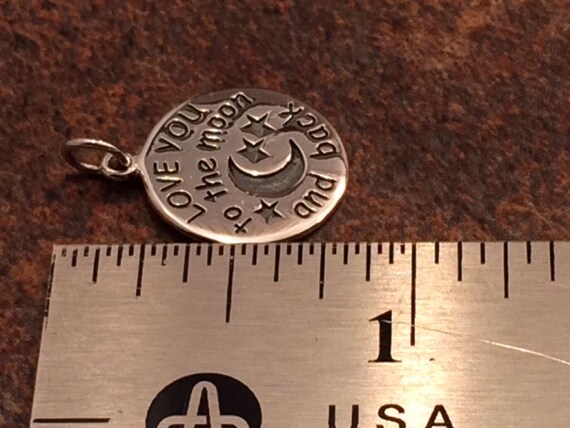 LOVE YOU
to the moon
and back
1
USA